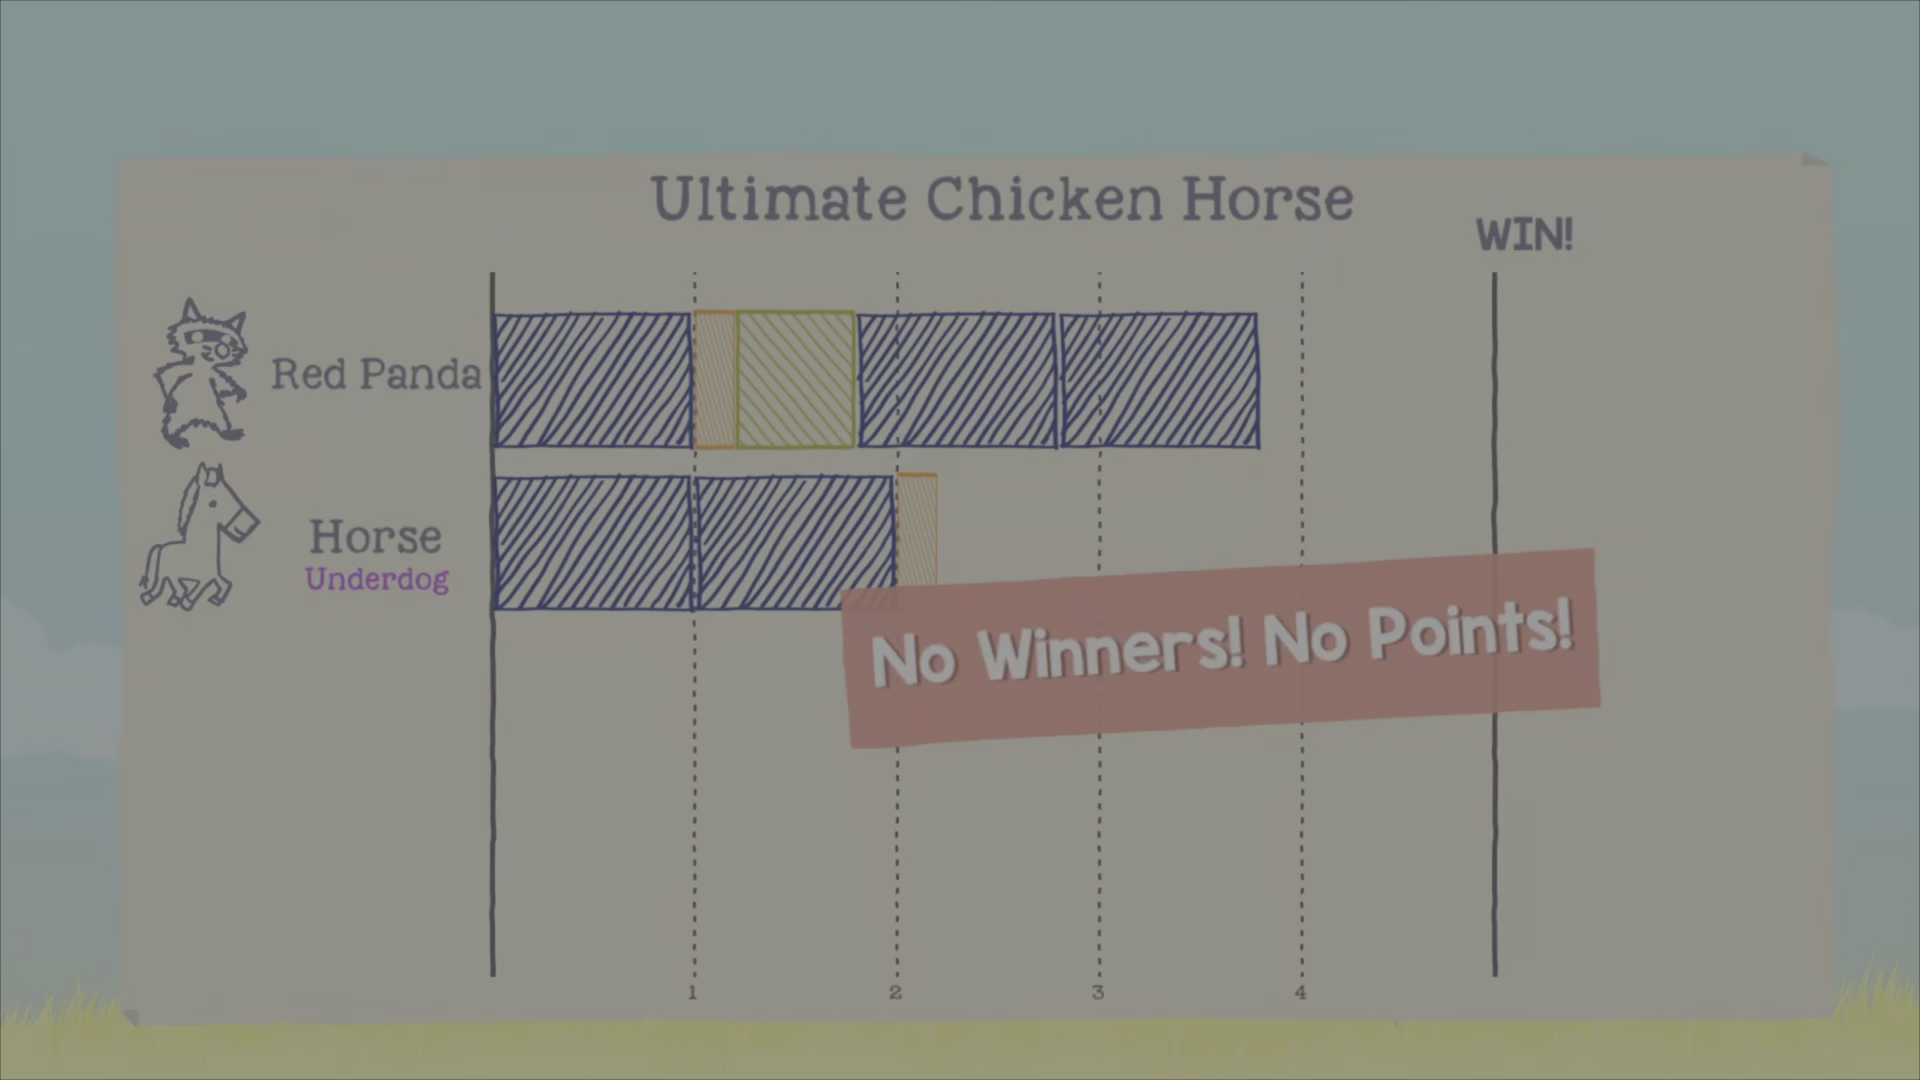 Ultimate Chicken Horse
WIN!
Red Panda
Horse
Underdog
No Winners! No Points!
1 2 3 4